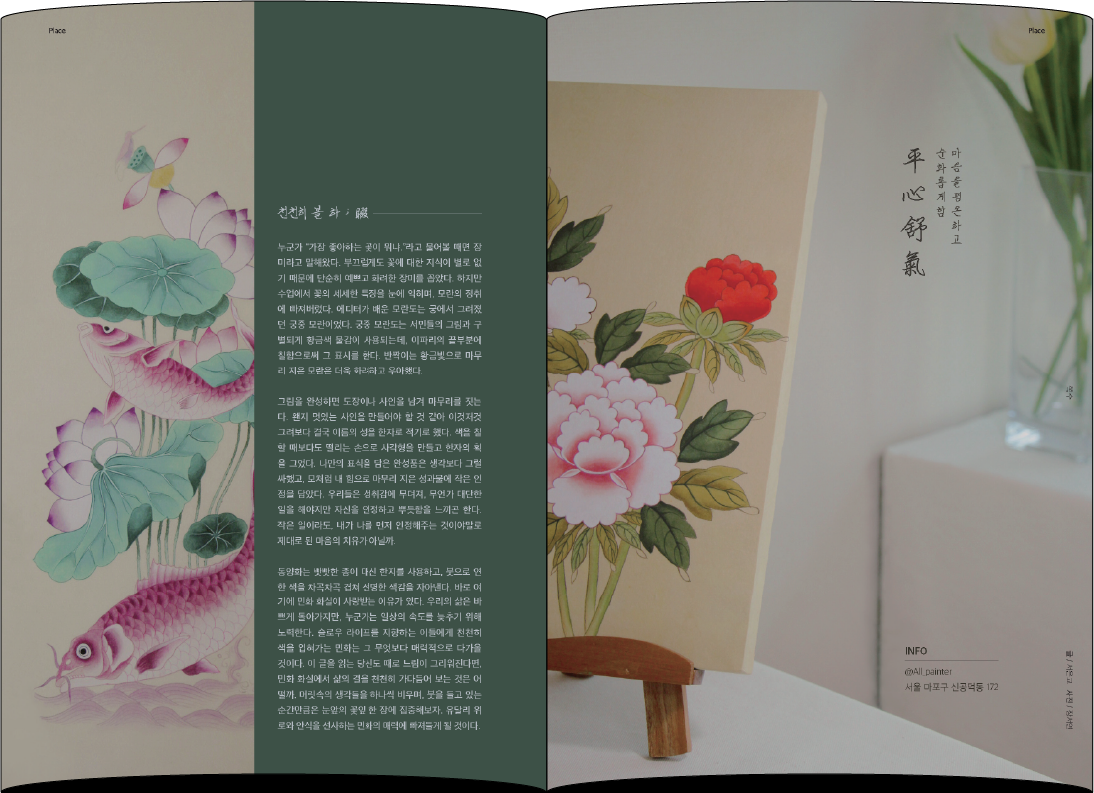 Place
천천히 볼 화 ;
누군가 "가장 좋아하는 꽃이 뭐냐."라고 물어볼 때면 장
미라고 말해왔다. 부끄럽게도 꽃에 대한 지식이 별로 없
기 때문에 단순히 예쁘고 화려한 장미를 꼽았다. 하지만
수업에서 꽃의 세세한 특징을 눈에 익히며, 모란의 정취
에 빠져버렸다. 에디터가 배운 모란도는 궁에서 그려졌
던 궁중 모란이었다. 궁중 모란도는 서민들의 그림과 구
별되게 황금색 물감이 사용되는데, 이파리의 끝부분에
칠함으로써 그 표시를 한다. 반짝이는 황금빛으로 마무
리 지은 모란은 더욱 화려하고 우아했다.
그림을 완성하면 도장이나 사인을 남겨 마무리를 짓는
다. 왠지 멋있는 사인을 만들어야 할 것 같아 이것저것
그려보다 결국 이름의 성을 한자로 적기로 했다. 색을 칠
할 때보다도 떨리는 손으로 사각형을 만들고 한자의 획
을 그었다. 나만의 표식을 담은 완성품은 생각보다 그럴
싸했고, 모처럼 내 힘으로 마무리 지은 성과물에 작은 인
정을 담았다. 우리들은 성취감에 무뎌져, 무언가 대단한
일을 해야지만 자신을 인정하고 뿌듯함을 느끼곤 한다.
작은 일이라도, 내가 나를 먼저 인정해주는 것이야말로
제대로 된 마음의 치유가 아닐까.
동양화는 빳빳한 종이 대신 한지를 사용하고, 붓으로 연
한 색을 차곡차곡 겹쳐 선명한 색감을 자아낸다. 바로 여
기에 민화 화실이 사랑받는 이유가 있다. 우리의 삶은 바
쁘게 돌아가지만, 누군가는 일상의 속도를 늦추기 위해
노력한다. 슬로우 라이프를 지향하는 이들에게 천천히
색을 입혀가는 민화는 그 무엇보다 매력적으로 다가올
것이다. 이 글을 읽는 당신도 때로 느림이 그리워진다면,
민화 화실에서 삶의 결을 천천히 가다듬어 보는 것은 어
떨까. 머릿속의 생각들을 하나씩 비우며, 붓을 들고 있는
순간만큼은 눈앞의 꽃잎 한 장에 집중해보자. 유달리 위
로와 안식을 선사하는 민화의 매력에 빠져들게 될 것이다.
Place
마음을 평온하고
순화롭게 함
平心舒氣
INFO
@All_painter
서울 마포구 신공덕동 172